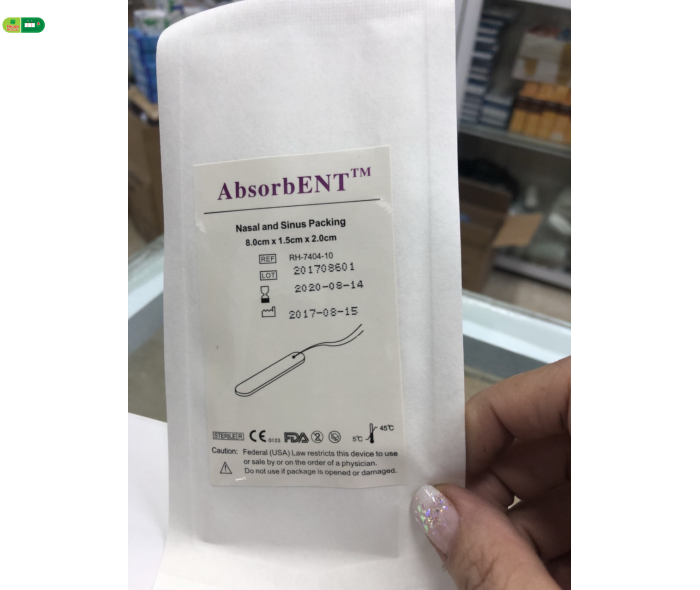 AbsorbENT™
Nasal and Sinus Packing
8.0cm x 1.5cm x 2.0cm
REF RH-7404-10
LOT 201708601
2020-08-14
2017-08-15
STERILE R CE 0123 FDA 2 5℃ 45℃
Caution: Federal (USA) Law restricts this device to use
or sale by or on the order of a physician.
Do not use if package is opened or damaged.